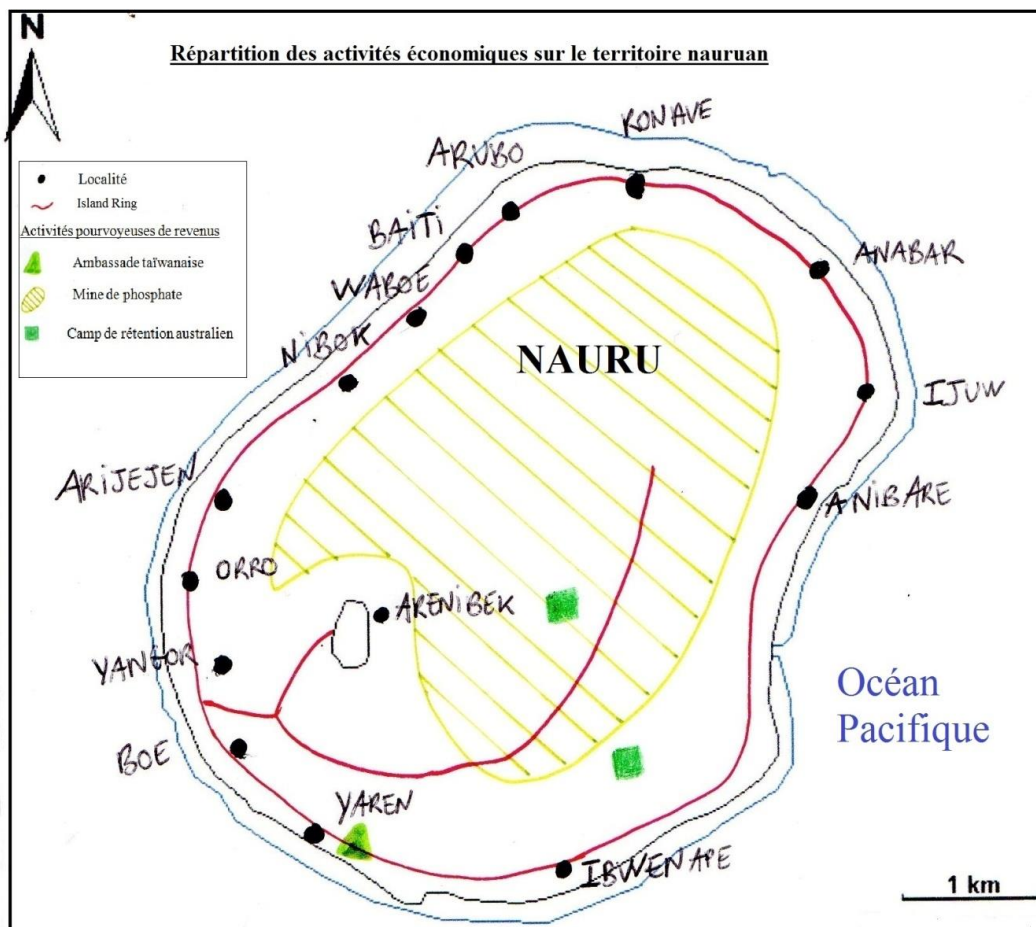 N
Répartition des activités économiques sur le territoire nauruan
Localité
Island Ring
Activités pourvoyeuses de revenus
Ambassade taïwanaise
Mine de phosphate
Camp de rétention australien
KONAVE
ARUBO
BAiTi
ANABAR
WABOE
NiBOK
NAURU
IJUW
ARiJEJEN
ANIBARE
ORRO
ARENiBEK
YANGOR
Océan
Pacifique
BOE
YAREN
IBWENAPE
1 km